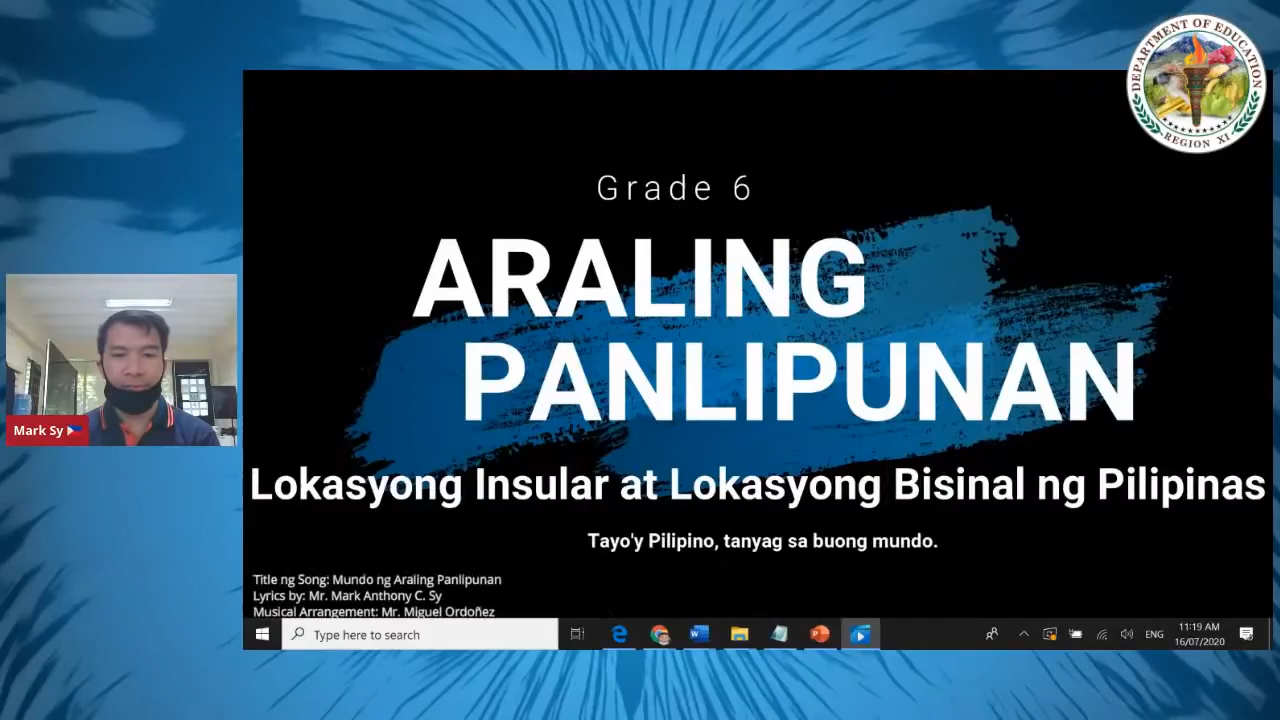 DEPARTMENT OF EDUCATION
REGION XI
Grade 6
ARALING
PANLIPUNAN
Lokasyong Insular at Lokasyong Bisinal ng Pilipinas
Tayo'y Pilipino, tanyag sa buong mundo.
Mark Sy
Title ng Song: Mundo ng Araling Panlipunan
Lyrics by: Mr. Mark Anthony C. Sy
Musical Arrangement: Mr. Miguel Ordoñez
Type here to search
ENG
11:19 AM
16/07/2020